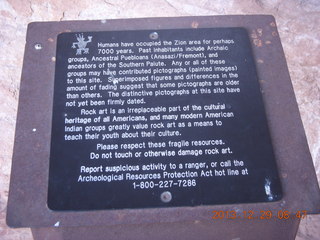 Humans have occupied the Zion area for perhaps
7000 years. Past inhabitants include Archaic
groups, Ancestral Puebloans (Anasazi/Fremont), and
ancestors of the Southern Paiute. Any or all of these
groups may have contributed pictographs (painted images)
to this site. Superimposed figures and differences in the
amount of fading suggest that some pictographs are older
than others. The distinctive pictographs at this site have
not yet been firmly dated.
Rock art is an irreplaceable part of the cultural
heritage of all Americans, and many modern American
Indian groups greatly value rock art as a means to
teach their youth about their culture.
Please respect these fragile resources.
Do not touch or otherwise damage rock art.
Report suspicious activity to a ranger, or call the
Archeological Resources Protection Act hot line at
1-800-227-7286